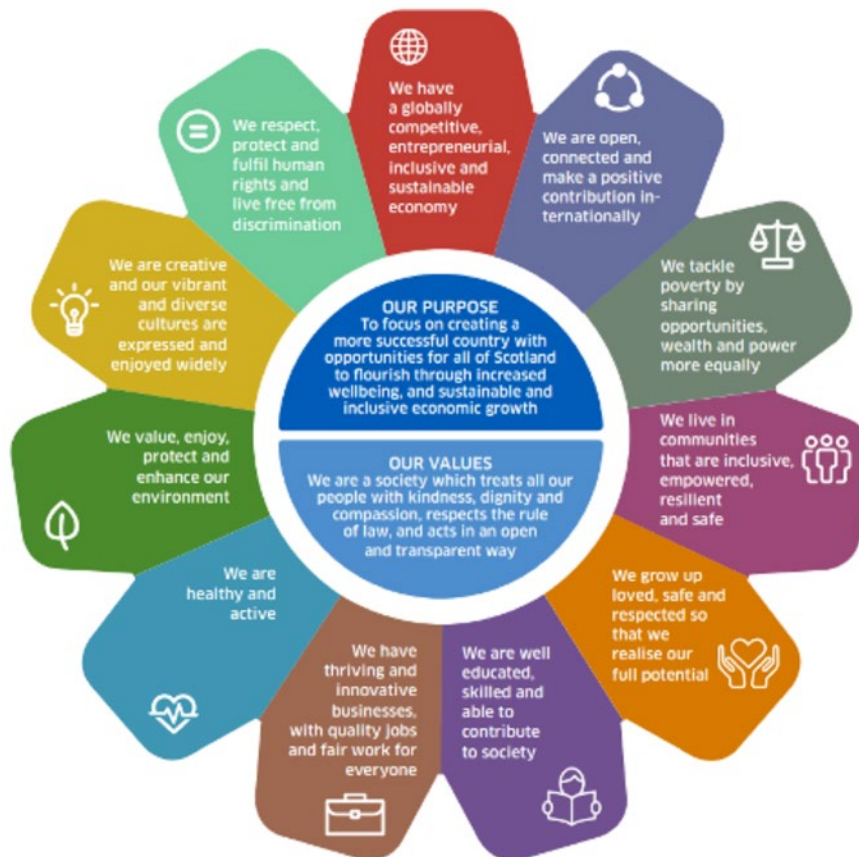 We have
a globally
competitive,
entrepreneurial,
inclusive and
sustainable
economy
We are open,
connected and
make a positive
contribution in-
ternationally
We tackle
poverty by
sharing
opportunities,
wealth and power
more equally
We live in
communities
that are inclusive,
empowered,
resilient
and safe
We grow up
loved, safe and
respected so
that we
realise our
full potential
We are well
educated,
skilled and
able to
contribute
to society
We have
thriving and
innovative
businesses,
with quality jobs
and fair work for
everyone
We are
healthy and
active
We value, enjoy,
protect and
enhance our
environment
We are creative
and our vibrant
and diverse
cultures are
expressed and
enjoyed widely
We respect,
protect and
fulfil human
rights and
live free from
discrimination
OUR PURPOSE
To focus on creating a
more successful country with
opportunities for all of Scotland
to flourish through increased
wellbeing, and sustainable and
inclusive economic growth
OUR VALUES
We are a society which treats all our
people with kindness, dignity and
compassion, respects the rule
of law, and acts in an open
and transparent way